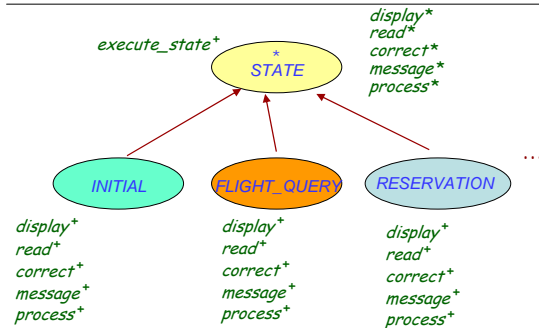 execute_state+
*
STATE
display*
read*
correct*
message*
process*
...
INITIAL
FLIGHT_QUERY
RESERVATION
display+
read+
correct+
message+
process+
display+
read+
correct+
message+
process+
display+
read+
correct+
message+
process+